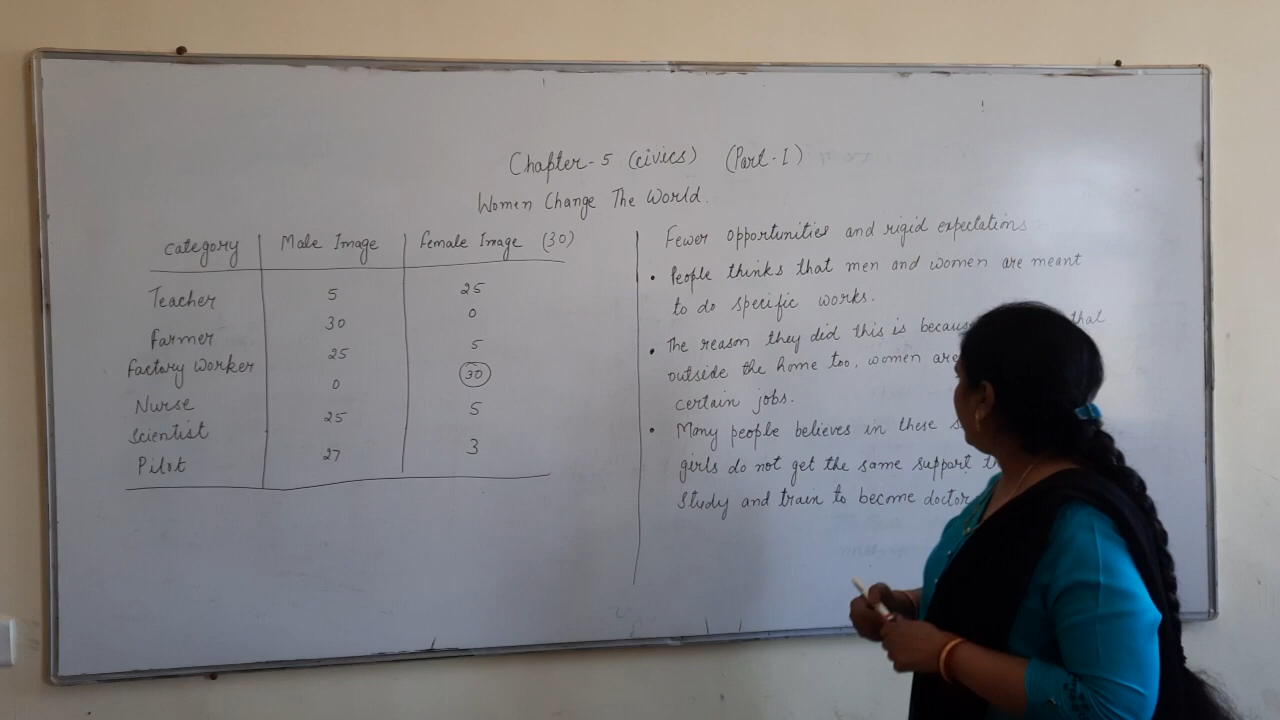 Chapter-5 (civics) (Part-I)
Women Change The World.
Category Male Image Female Image (30)
Teacher 5 25
Farmer 30 0
Factory Worker 25 5
Nurse 0 30
Scientist 25 5
Pilot 27 3
Fewer opportunities and rigid expectations
• People thinks that men and women are meant
to do specific works.
• The reason they did this is that
outside the home too, women are
certain jobs.
• Many people believes in these
girls do not get the same support
study and train to become